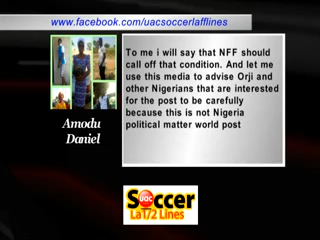 www.facebook.com/uacsoccerlafflines
To me i will say that NFF should
call off that condition. And let me
use this media to advise Orji and
other Nigerians that are interested
for the post to be carefully
because this is not Nigeria
political matter world post
Amodu
Daniel
Soccer
uac
La1/2 Lines